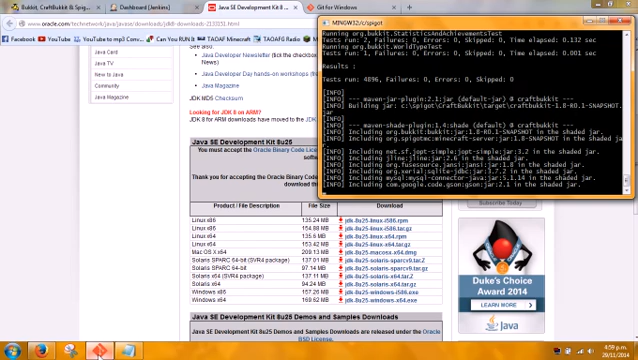 Bukkit, CraftBukkit & Spigot
Dashboard [Jenkins]
Java SE Development Kit 8
Git for Windows
www.oracle.com/technetwork/java/javase/downloads/jdk8-downloads-2133151.html
Java Card
Java TV
New to Java
Community
Java Magazine
See also:
Java Developer Newsletter
Java Developer Day hands-on workshops
Java Magazine
JDK MD5 Checksum
Looking for JDK 8 on ARM?
JDK 8 for ARM downloads have moved to the
Java SE Development Kit 8u25
You must accept the Oracle Binary Code
Product / File Description
File Size
Download
Linux x86
135.24 MB
jdk-8u25-linux-i586.rpm
Linux x86
154.88 MB
jdk-8u25-linux-i586.tar.gz
Linux x64
135.6 MB
jdk-8u25-linux-x64.rpm
Linux x64
153.42 MB
jdk-8u25-linux-x64.tar.gz
Mac OS X x64
209.13 MB
jdk-8u25-macosx-x64.dmg
Solaris SPARC 64-bit (SVR4 package)
137.01 MB
jdk-8u25-solaris-sparcv9.tar.Z
Solaris SPARC 64-bit
97.14 MB
jdk-8u25-solaris-sparcv9.tar.gz
Solaris x64 (SVR4 package)
137.11 MB
jdk-8u25-solaris-x64.tar.Z
Solaris x64
94.24 MB
jdk-8u25-solaris-x64.tar.gz
Windows x86
157.26 MB
jdk-8u25-windows-i586.exe
Windows x64
169.62 MB
jdk-8u25-windows-x64.exe
Java SE Development Kit 8u25 Demos and Samples Downloads
Java SE Development Kit 8u25 Demos and Samples Downloads are released under the Oracle
BSD License.
MINGW32:/c/spigot
Running org.bukkit.StatisticsAndAchievementsTest
Tests run: 2, Failures: 0, Errors: 0, Skipped: 0, Time elapsed: 0.132 sec
Running org.bukkit.WorldTypeTest
Tests run: 1, Failures: 0, Errors: 0, Skipped: 0, Time elapsed: 0.001 sec
Results :
Tests run: 4896, Failures: 0, Errors: 0, Skipped: 0
[INFO]
[INFO] --- maven-jar-plugin:2.1:jar (default-jar) @ craftbukkit ---
[INFO] Building jar: c:\Spigot\CraftBukkit\target\craftbukkit-1.8-R0.1-SNAPSHOT.
jar
[INFO]
[INFO] --- maven-shade-plugin:1.4:shade (default) @ craftbukkit ---
[INFO] Including org.bukkit:bukkit:jar:1.8-R0.1-SNAPSHOT in the shaded jar.
[INFO] Including org.spigotmc:minecraft-server:jar:1.8-SNAPSHOT in the shaded ja
r.
[INFO] Including net.sf.jopt-simple:jopt-simple:jar:3.2 in the shaded jar.
[INFO] Including jline:jline:jar:2.6 in the shaded jar.
[INFO] Including org.fusesource.jansi:jansi:jar:1.8 in the shaded jar.
[INFO] Including org.xerial:sqlite-jdbc:jar:3.7.2 in the shaded jar.
[INFO] Including mysql:mysql-connector-java:jar:5.1.14 in the shaded jar.
[INFO] Including com.google.code.gson:gson:jar:2.1 in the shaded jar.
Subscribe Today
Duke's Choice
Award 2014
LEARN MORE
Java
4:59 p.m.
29/11/2014